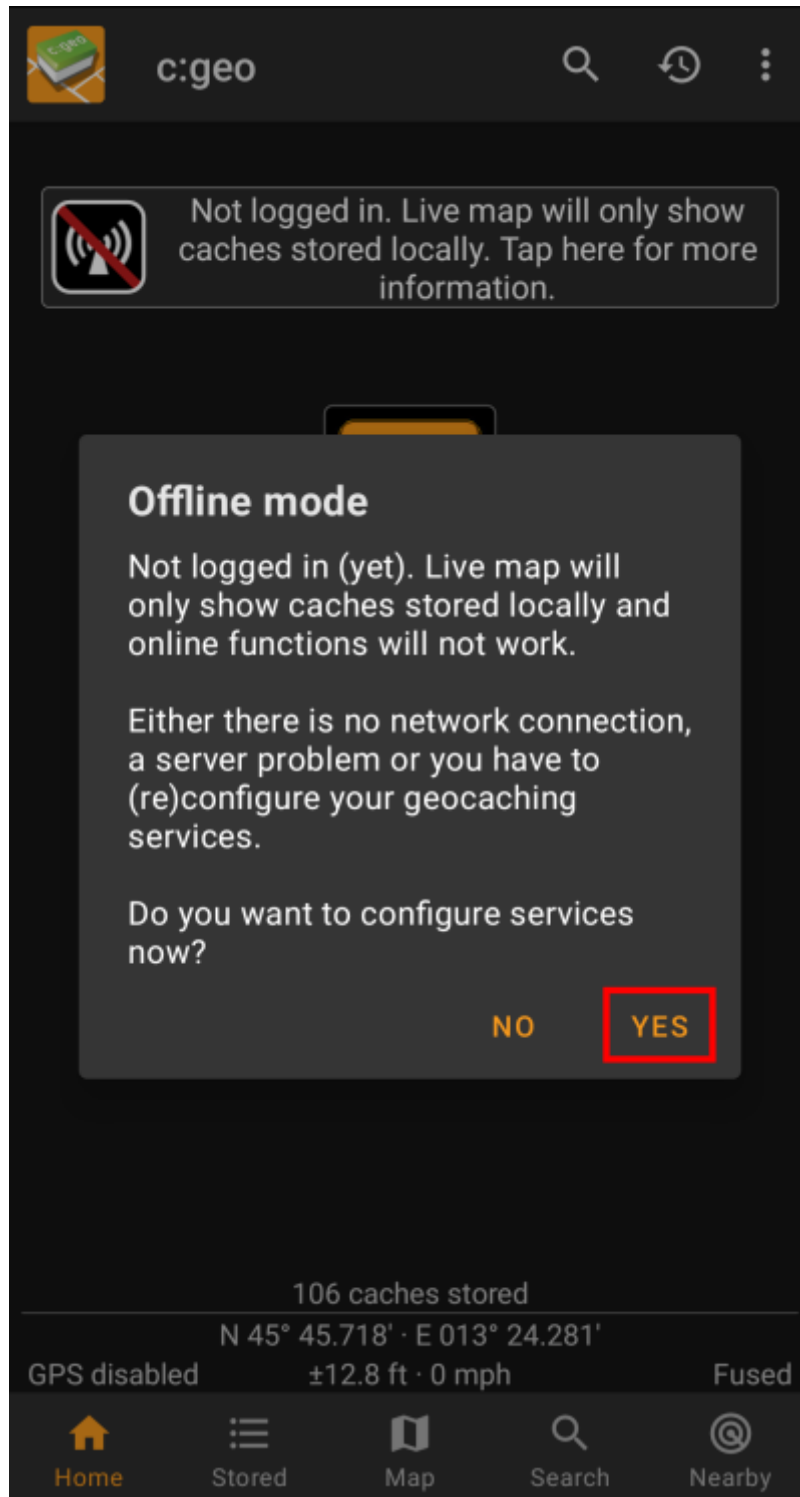 c:geo
c:geo
Not logged in. Live map will only show
caches stored locally. Tap here for more
information.
Offline mode
Not logged in (yet). Live map will
only show caches stored locally and
online functions will not work.
Either there is no network connection,
a server problem or you have to
(re)configure your geocaching
services.
Do you want to configure services
now?
NO YES
106 caches stored
N 45° 45.718' · E 013° 24.281'
GPS disabled ±12.8 ft · 0 mph Fused
Home Stored Map Search Nearby